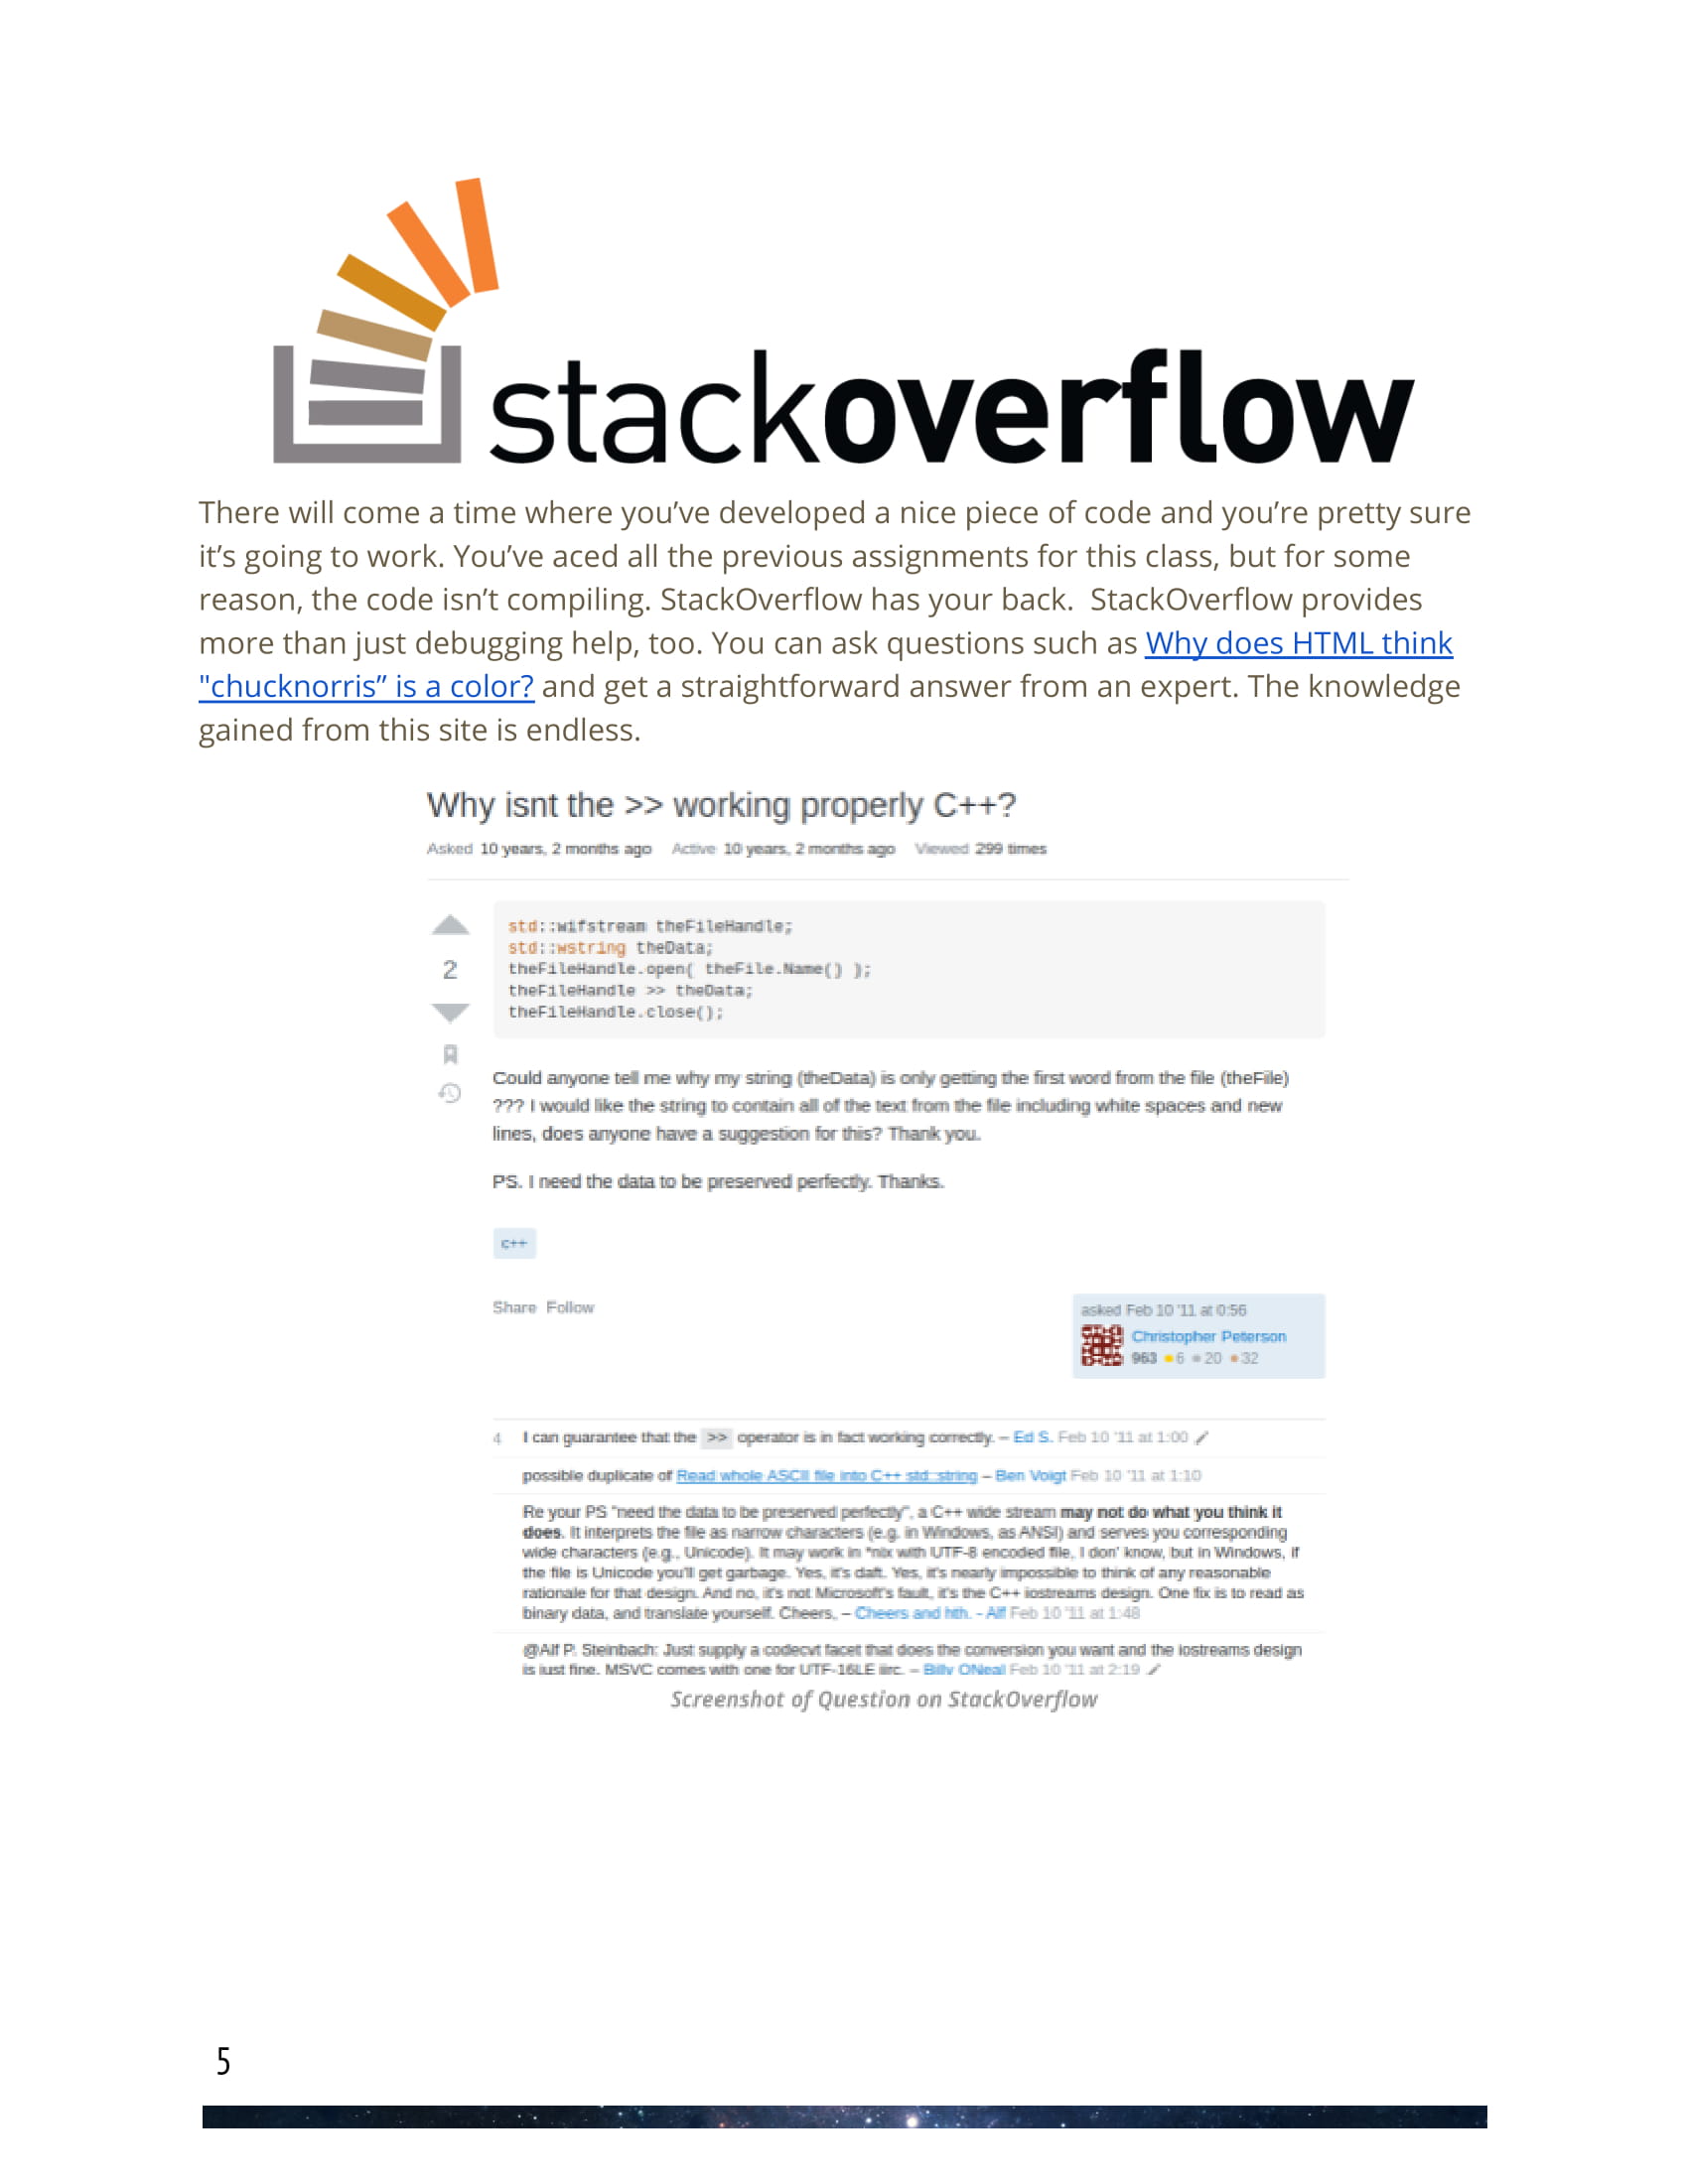 stackoverflow
There will come a time where you’ve developed a nice piece of code and you’re pretty sure
it’s going to work. You’ve aced all the previous assignments for this class, but for some
reason, the code isn’t compiling. StackOverflow has your back.  StackOverflow provides
more than just debugging help, too. You can ask questions such as Why does HTML think
"chucknorris” is a color? and get a straightforward answer from an expert. The knowledge
gained from this site is endless.
Why isnt the >> working properly C++?
Asked 10 years, 2 months ago Active 10 years, 2 months ago Viewed 299 times
std::wifstream theFileHandle;
std::wstring theData;
theFileHandle.open( theFile.Name() );
theFileHandle >> theData;
theFileHandle.close();
2
Could anyone tell me why my string (theData) is only getting the first word from the file (theFile)
??? I would like the string to contain all of the text from the file including white spaces and new
lines, does anyone have a suggestion for this? Thank you.
PS. I need the data to be preserved perfectly. Thanks.
c++
Share Follow
asked Feb 10 '11 at 0:56
Christopher Peterson
963 6 20 32
4 I can guarantee that the >> operator is in fact working correctly. – Ed S. Feb 10 '11 at 1:00
possible duplicate of Read whole ASCII file into C++ std::string – Ben Voigt Feb 10 '11 at 1:10
Re your PS "need the data to be preserved perfectly", a C++ wide stream may not do what you think it
does. It interprets the file as narrow characters (e.g. in Windows, as ANSI) and serves you corresponding
wide characters (e.g., Unicode). It may work in *nix with UTF-8 encoded file, I don' know, but in Windows, if
the file is Unicode you'll get garbage. Yes, it's daft. Yes, it's nearly impossible to think of any reasonable
rationale for that design. And no, it's not Microsoft's fault, it's the C++ iostreams design. One fix is to read as
binary data, and translate yourself. Cheers, – Cheers and hth. - Alf Feb 10 '11 at 1:48
@Alf P. Steinbach: Just supply a codecvt facet that does the conversion you want and the iostreams design
is just fine. MSVC comes with one for UTF-16LE iirc. – Billy ONeal Feb 10 '11 at 2:19
Screenshot of Question on StackOverflow
5